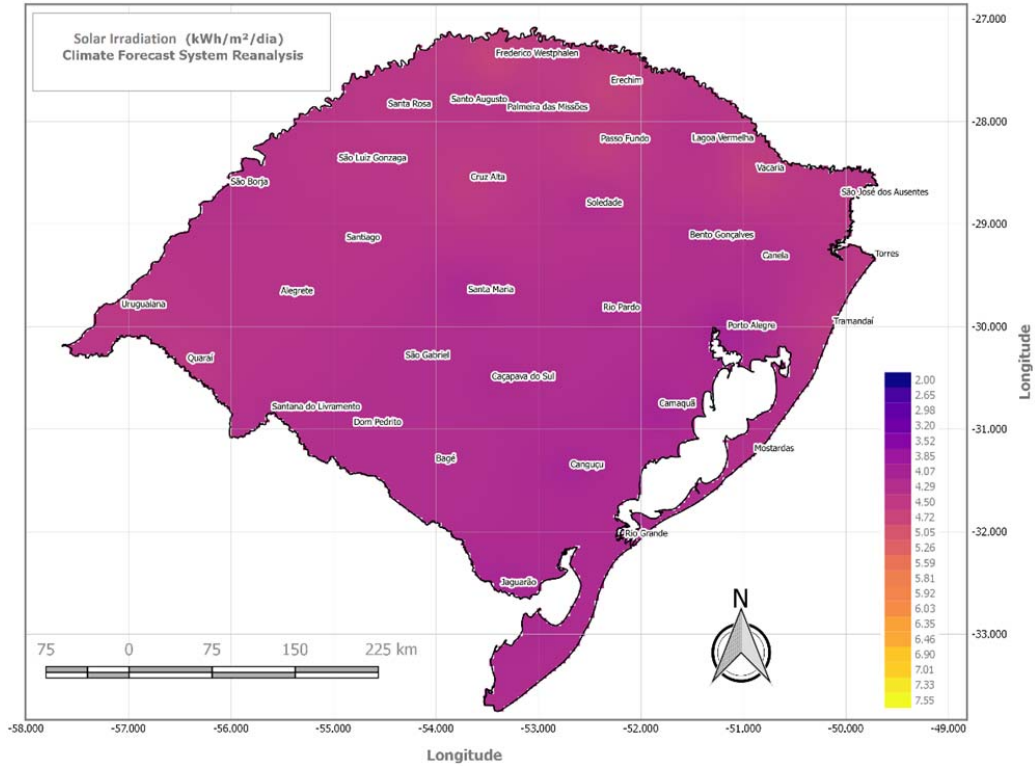 Solar Irradiation (kWh/m²/dia)
Climate Forecast System Reanalysis
-27.000
Frederico Westphalen
Erechim
Santa Rosa
Santo Augusto
Palmeira das Missões
-28.000
Passo Fundo
Lagoa Vermelha
São Luiz Gonzaga
Vacaria
São Borja
Cruz Alta
São José dos Ausentes
Soledade
-29.000
Santiago
Bento Gonçalves
Canela
Torres
Uruguaiana
Alegrete
Santa Maria
Rio Pardo
Porto Alegre
Tramandaí
-30.000
Quaraí
São Gabriel
Caçapava do Sul
Longitude
Santana do Livramento
Dom Pedrito
Camaquã
-31.000
Bagé
Canguçu
Mostardas
Rio Grande
-32.000
Jaguarão
2.00
2.65
2.98
3.20
3.52
3.85
4.07
4.29
4.50
4.72
5.05
5.26
5.59
5.81
5.92
6.03
6.35
6.46
6.90
7.01
7.33
7.55
N
-33.000
75 0 75 150 225 km
-58.000 -57.000 -56.000 -55.000 -54.000 -53.000 -52.000 -51.000 -50.000 -49.000
Longitude